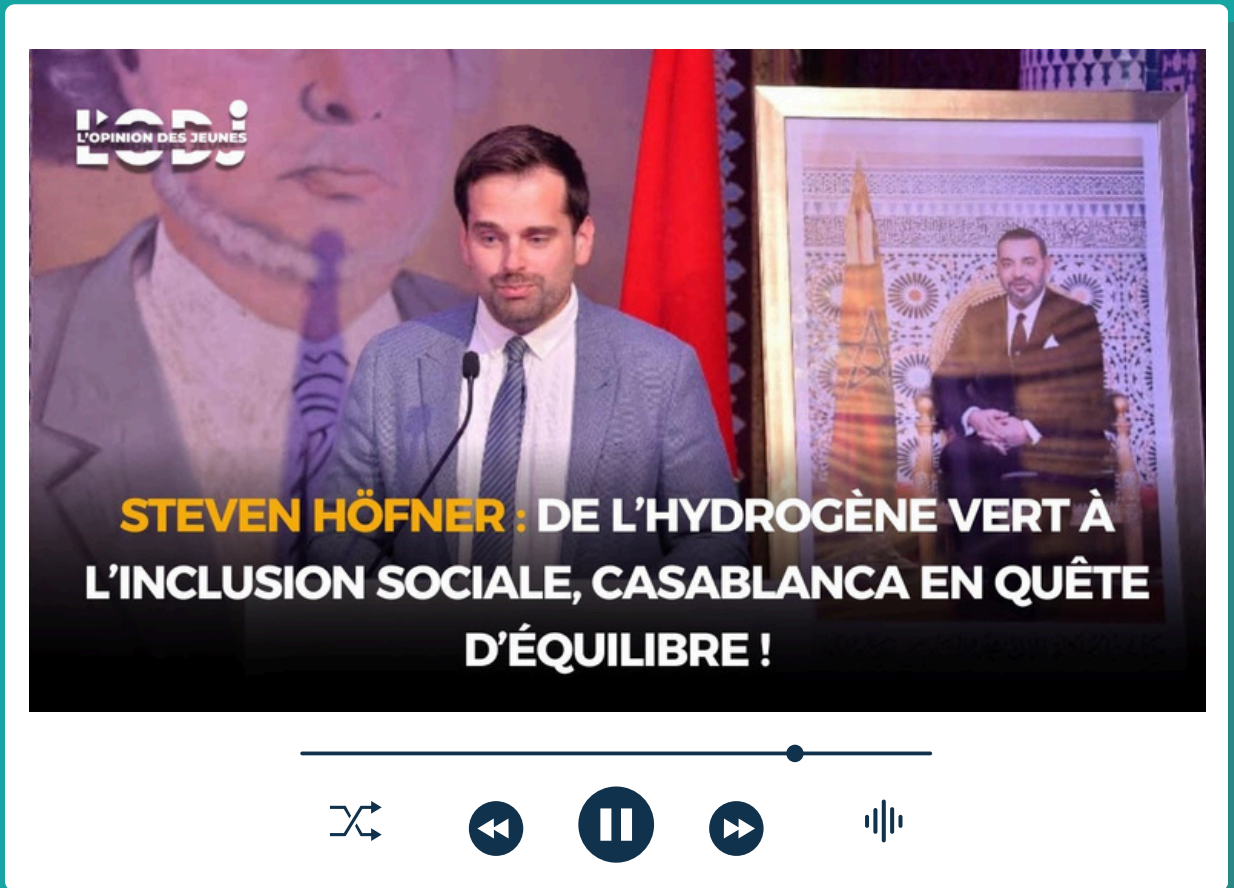 L'ODJ
L'OPINION DES JEUNES
STEVEN HÖFNER : DE L'HYDROGÈNE VERT À
L'INCLUSION SOCIALE, CASABLANCA EN QUÊTE
D'ÉQUILIBRE !